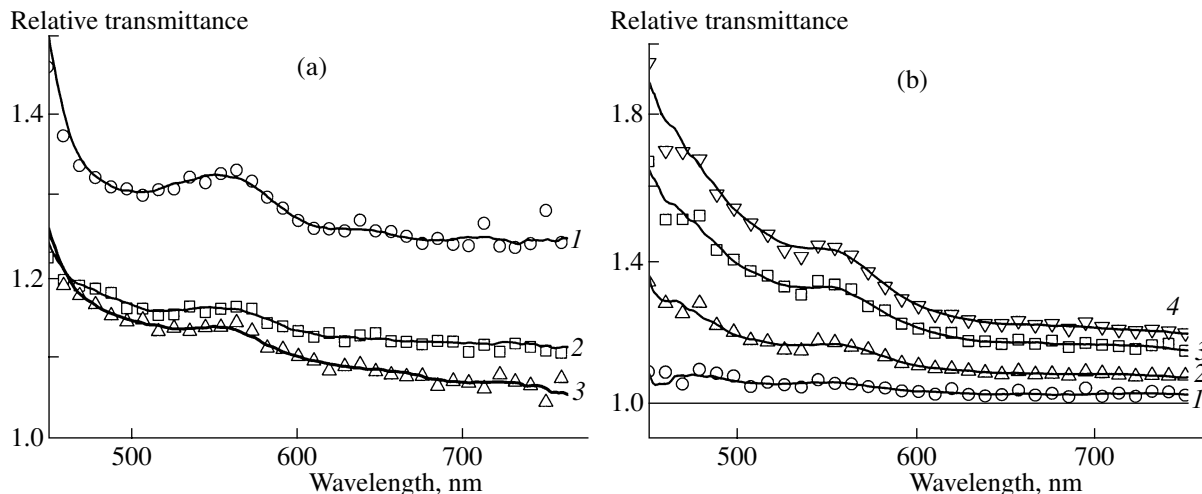 Relative transmittance
(a)
1.4
1.2
1.0
1
2
3
500 600 700
Wavelength, nm
Relative transmittance
(b)
1.8
1.4
1.0
4
3
2
1
500 600 700
Wavelength, nm